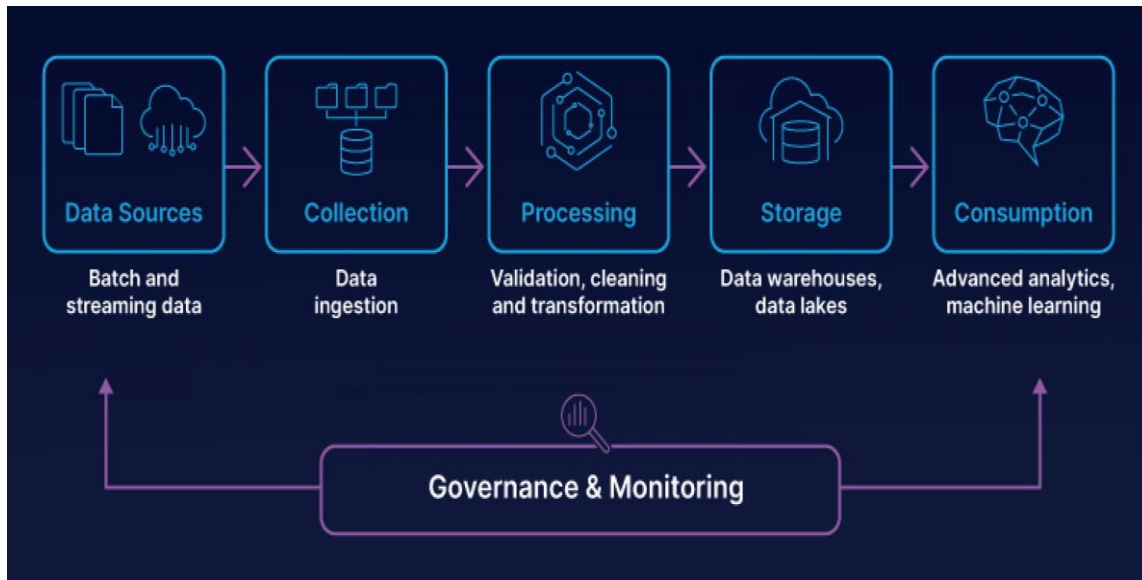 Data Sources
Collection
Processing
Storage
Consumption
Batch and
streaming data
Data
ingestion
Validation, cleaning
and transformation
Data warehouses,
data lakes
Advanced analytics,
machine learning
Governance & Monitoring